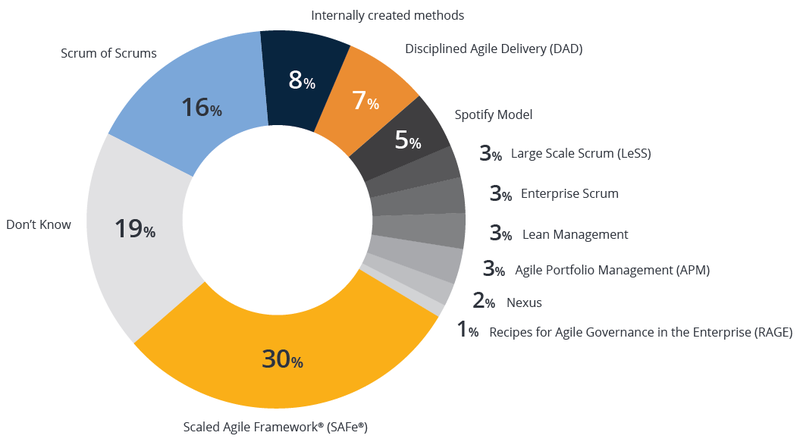 Internally created methods
Scrum of Scrums
Disciplined Agile Delivery (DAD)
8%
7%
16%
Spotify Model
5%
3% Large Scale Scrum (LeSS)
3% Enterprise Scrum
Don't Know
19%
3% Lean Management
3% Agile Portfolio Management (APM)
2% Nexus
1% Recipes for Agile Governance in the Enterprise (RAGE)
30%
Scaled Agile Framework® (SAFe®)